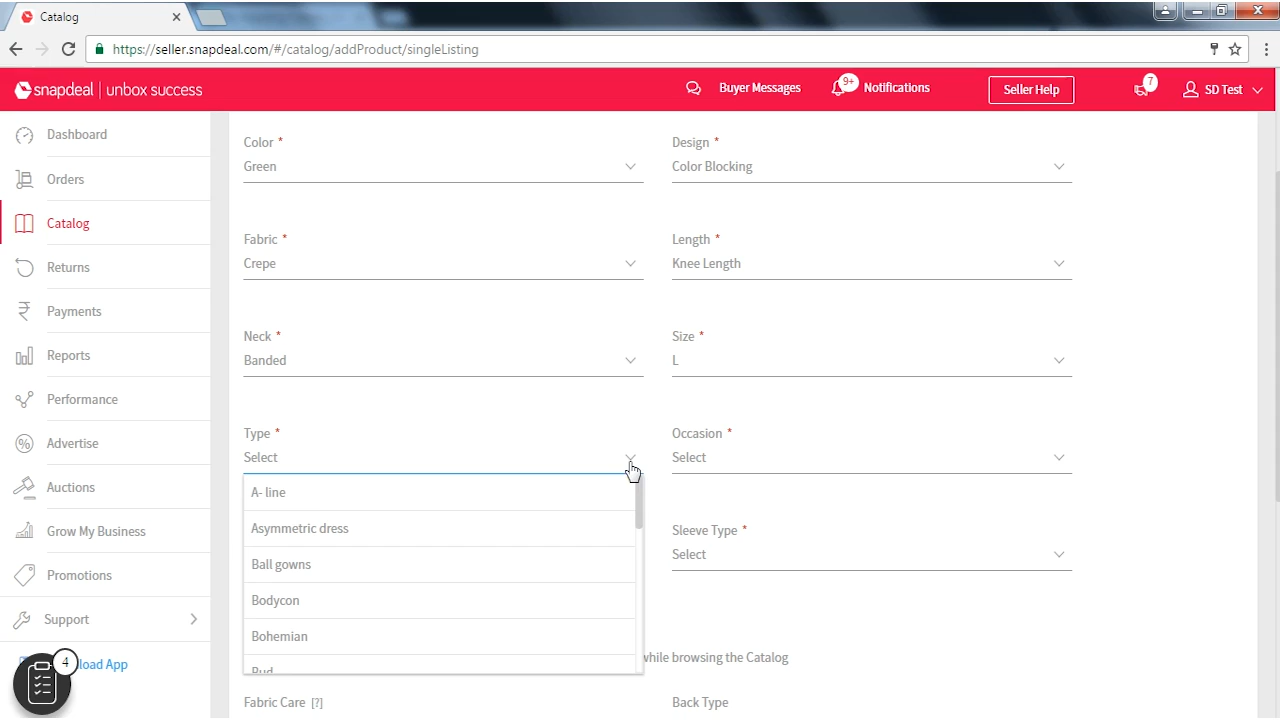 Catalog
https://seller.snapdeal.com/#/catalog/addProduct/singleListing
snapdeal | unbox success
Buyer Messages
9+
Notifications
Seller Help
7
SD Test
Dashboard
Orders
Catalog
Returns
Payments
Reports
Performance
Advertise
Auctions
Grow My Business
Promotions
Support
4
load App
Color *
Green
Design *
Color Blocking
Fabric *
Crepe
Length *
Knee Length
Neck *
Banded
Size *
L
Type *
Select
Occasion *
Select
A- line
Asymmetric dress
Ball gowns
Bodycon
Bohemian
Sleeve Type *
Select
while browsing the Catalog
Fabric Care [?]
Back Type